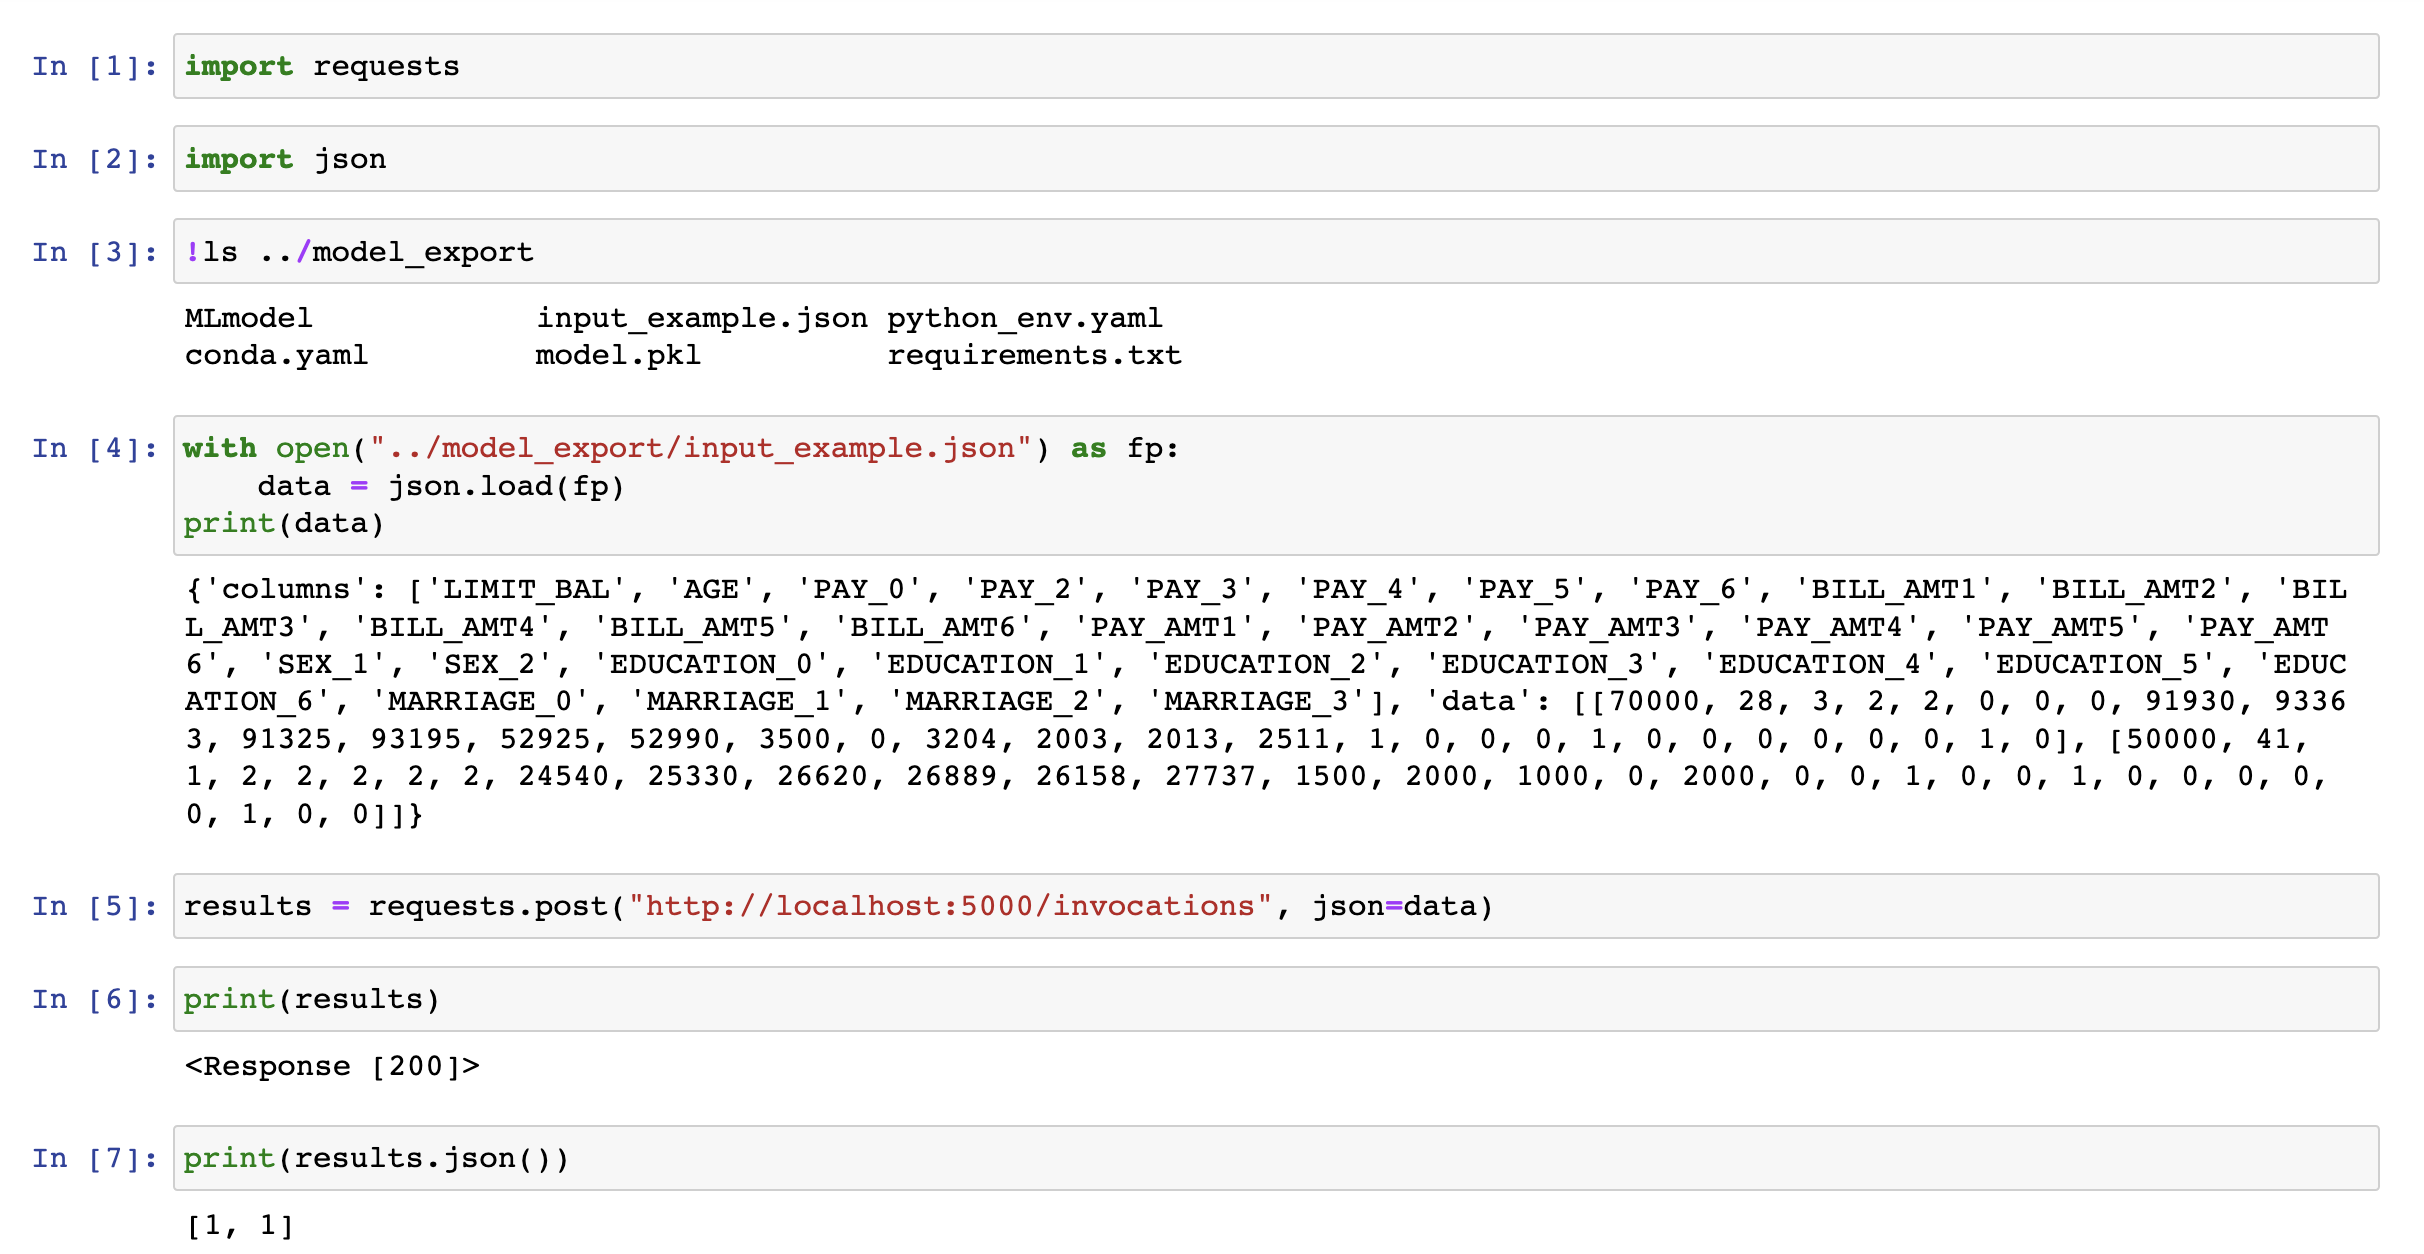 In [1]: import requests
In [2]: import json
In [3]: !ls ../model_export
MLmodel input_example.json python_env.yaml
conda.yaml model.pkl requirements.txt
In [4]: with open("../model_export/input_example.json") as fp:
    data = json.load(fp)
print(data)
{'columns': ['LIMIT_BAL', 'AGE', 'PAY_0', 'PAY_2', 'PAY_3', 'PAY_4', 'PAY_5', 'PAY_6', 'BILL_AMT1', 'BILL_AMT2', 'BIL
L_AMT3', 'BILL_AMT4', 'BILL_AMT5', 'BILL_AMT6', 'PAY_AMT1', 'PAY_AMT2', 'PAY_AMT3', 'PAY_AMT4', 'PAY_AMT5', 'PAY_AMT
6', 'SEX_1', 'SEX_2', 'EDUCATION_0', 'EDUCATION_1', 'EDUCATION_2', 'EDUCATION_3', 'EDUCATION_4', 'EDUCATION_5', 'EDUC
ATION_6', 'MARRIAGE_0', 'MARRIAGE_1', 'MARRIAGE_2', 'MARRIAGE_3'], 'data': [[70000, 28, 3, 2, 2, 0, 0, 0, 91930, 9336
3, 91325, 93195, 52925, 52990, 3500, 0, 3204, 2003, 2013, 2511, 1, 0, 0, 0, 1, 0, 0, 0, 0, 0, 0, 1, 0], [50000, 41,
1, 2, 2, 2, 2, 2, 24540, 25330, 26620, 26889, 26158, 27737, 1500, 2000, 1000, 0, 2000, 0, 0, 1, 0, 0, 1, 0, 0, 0, 0,
0, 1, 0, 0]]}
In [5]: results = requests.post("http://localhost:5000/invocations", json=data)
In [6]: print(results)
<Response [200]>
In [7]: print(results.json())
[1, 1]